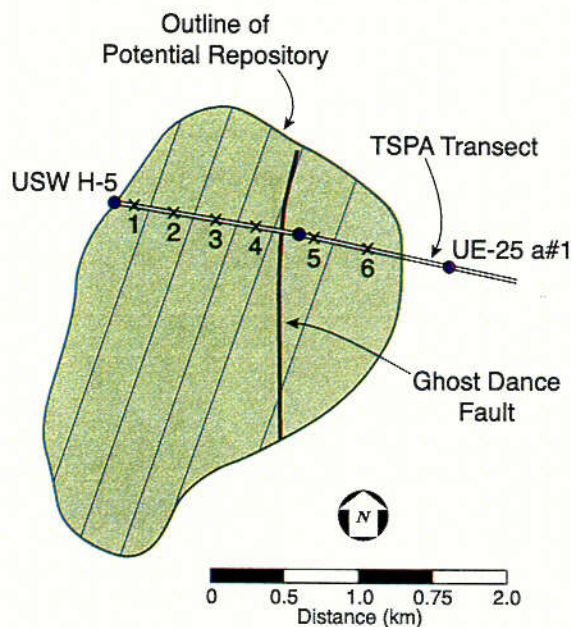 Outline of
Potential Repository
TSPA Transect
USW H-5
1 2 3 4 5 6
UE-25 a#1
Ghost Dance
Fault
N
0 0.5 1.0 0.75 2.0
Distance (km)